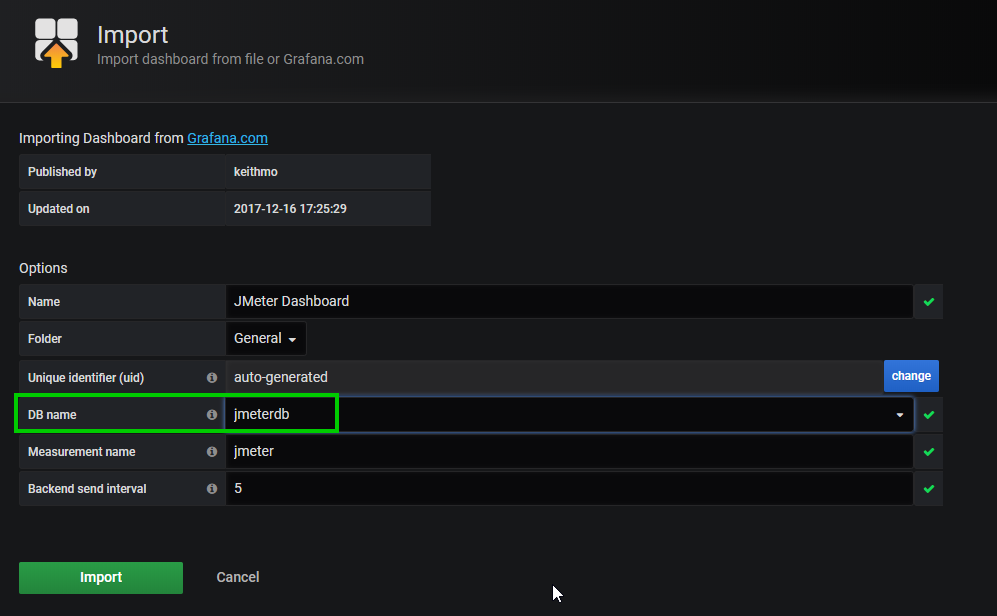 Import
Import dashboard from file or Grafana.com
Importing Dashboard from Grafana.com
Published by keithmo
Updated on 2017-12-16 17:25:29
Options
Name JMeter Dashboard
Folder General
Unique identifier (uid) auto-generated change
DB name jmeterdb
Measurement name jmeter
Backend send interval 5
Import Cancel